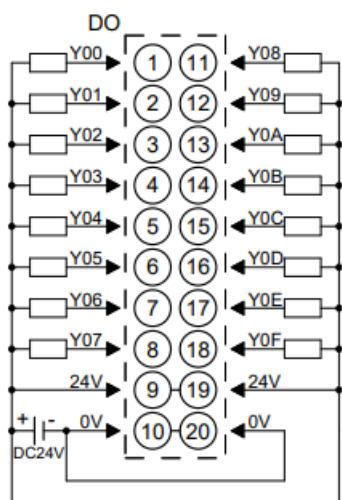 DO
Y00 1 11 Y08
Y01 2 12 Y09
Y02 3 13 Y0A
Y03 4 14 Y0B
Y04 5 15 Y0C
Y05 6 16 Y0D
Y06 7 17 Y0E
Y07 8 18 Y0F
24V 9 19 24V
+ - 0V 10 20 0V
DC24V